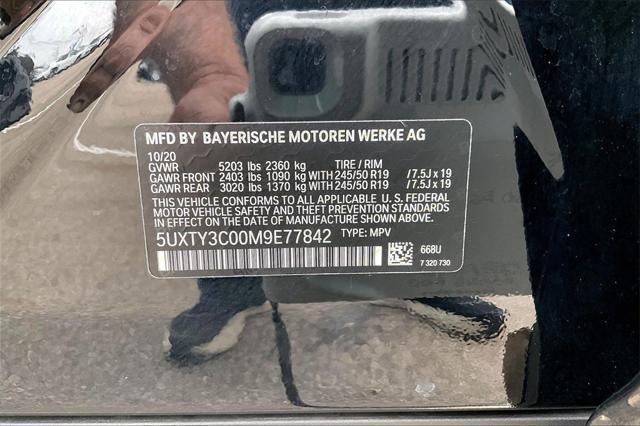 MFD BY BAYERISCHE MOTOREN WERKE AG
10/20
GVWR 5203 lbs 2360 kg TIRE / RIM
GAWR FRONT 2403 lbs 1090 kg WITH 245/50 R19 /7.5J x 19
GAWR REAR 3020 lbs 1370 kg WITH 245/50 R19 /7.5J x 19
THIS VEHICLE CONFORMS TO ALL APPLICABLE U. S. FEDERAL
MOTOR VEHICLE SAFETY AND THEFT PREVENTION STANDARDS
IN EFFECT ON THE DATE OF MANUFACTURE SHOWN ABOVE.
5UXTY3C00M9E77842 TYPE: MPV
668U
7 320 730